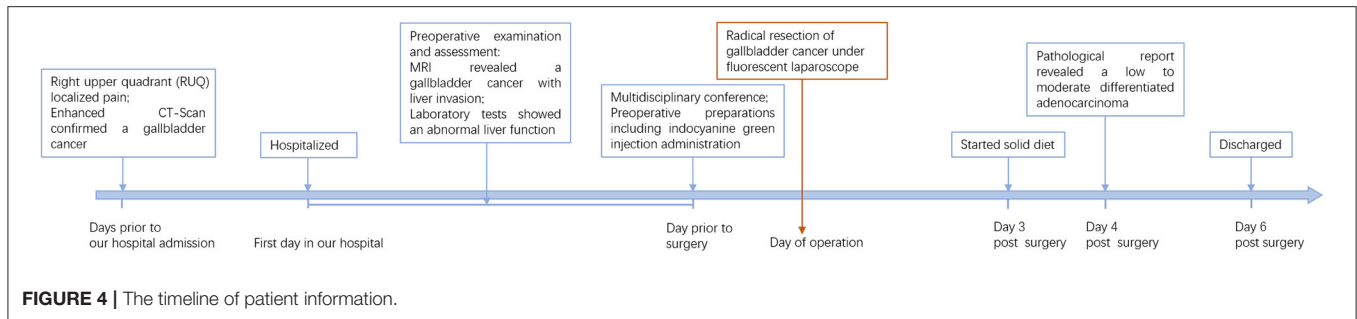 Right upper quadrant (RUQ)
localized pain;
Enhanced CT-Scan
confirmed a gallbladder
cancer
Hospitalized
Preoperative examination
and assessment:
MRI revealed a
gallbladder cancer with
liver invasion;
Laboratory tests showed
an abnormal liver function
Multidisciplinary conference;
Preoperative preparations
including indocyanine green
injection administration
Radical resection of
gallbladder cancer under
fluorescent laparoscope
Started solid diet
Pathological report
revealed a low to
moderate differentiated
adenocarcinoma
Discharged
Days prior to
our hospital admission
First day in our hospital
Day prior to
surgery
Day of operation
Day 3
post surgery
Day 4
post surgery
Day 6
post surgery
FIGURE 4 | The timeline of patient information.